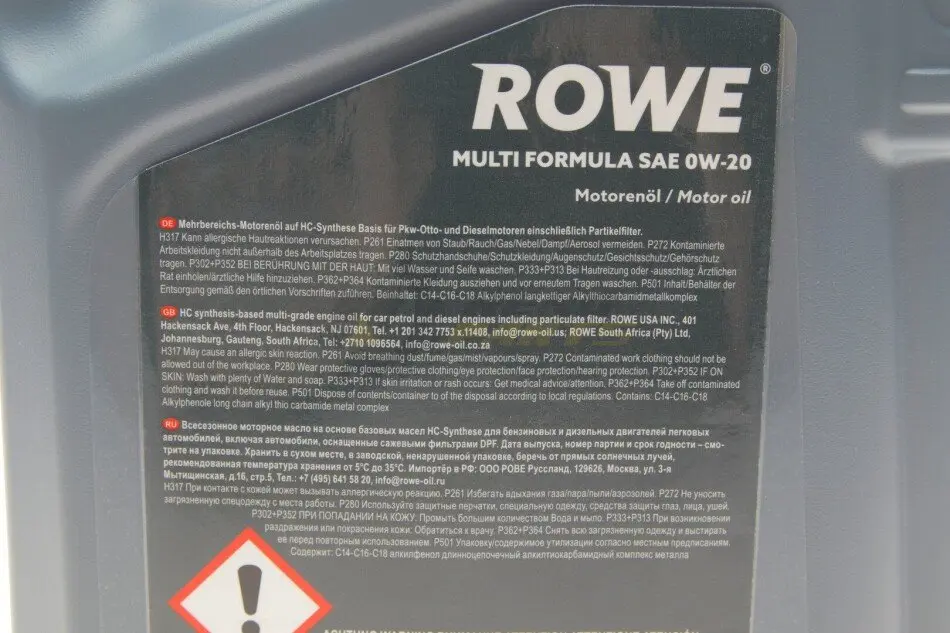 ROWE®
MULTI FORMULA SAE 0W-20
Motorenöl / Motor oil
DE Mehrbereichs-Motorenöl auf HC-Synthese Basis für Pkw-Otto- und Dieselmotoren einschließlich Partikelfilter.
H317 Kann allergische Hautreaktionen verursachen. P261 Einatmen von Staub/Rauch/Gas/Nebel/Dampf/Aerosol vermeiden. P272 Kontaminierte
Arbeitskleidung nicht außerhalb des Arbeitsplatzes tragen. P280 Schutzhandschuhe/Schutzkleidung/Augenschutz/Gesichtsschutz/Gehörschutz
tragen. P302+P352 BEI BERÜHRUNG MIT DER HAUT: Mit viel Wasser und Seife waschen. P333+P313 Bei Hautreizung oder -ausschlag: Ärztlichen
Rat einholen/ärztliche Hilfe hinzuziehen. P362+P364 Kontaminierte Kleidung ausziehen und vor erneutem Tragen waschen. P501 Inhalt/Behälter der
Entsorgung gemäß den örtlichen Vorschriften zuführen. Beinhaltet: C14-C16-C18 Alkylphenol langkettiger Alkylthiocarbamidmetallkomplex
GB HC synthesis-based multi-grade engine oil for car petrol and diesel engines including particulate filter. ROWE USA INC., 401
Hackensack Ave, 4th Floor, Hackensack, NJ 07601, Tel. +1 201 342 7753 x.11408, info@rowe-oil.us; ROWE South Africa (Pty) Ltd,
Johannesburg, Gauteng, South Africa, Tel: +2710 1096564, info@rowe-oil.co.za
H317 May cause an allergic skin reaction. P261 Avoid breathing dust/fume/gas/mist/vapours/spray. P272 Contaminated work clothing should not be
allowed out of the workplace. P280 Wear protective gloves/protective clothing/eye protection/face protection/hearing protection. P302+P352 IF ON
SKIN: Wash with plenty of Water and soap. P333+P313 If skin irritation or rash occurs: Get medical advice/attention. P362+P364 Take off contaminated
clothing and wash it before reuse. P501 Dispose of contents/container to of the disposal according to local regulations. Contains: C14-C16-C18
Alkylphenole long chain alkyl thio carbamide metal complex
RU Всесезонное моторное масло на основе базовых масел HC-Synthese для бензиновых и дизельных двигателей легковых
автомобилей, включая автомобили, оснащенные сажевыми фильтрами DPF. Дата выпуска, номер партии и срок годности – смо-
трите на упаковке. Хранить в сухом месте, в заводской, ненарушенной упаковке, беречь от прямых солнечных лучей,
рекомендованная температура хранения от 5°C до 35°C. Импортёр в РФ: ООО РОВЕ Руссланд, 129626, Москва, ул. 3-я
Мытищинская, д.16, стр.5, Тел.: +7 (495) 641 58 20, info@rowe-oil.ru
H317 При контакте с кожей может вызывать аллергическую реакцию. P261 Избегать вдыхания газа/пара/пыли/аэрозолей. P272 Не уносить
загрязненную спецодежду с места работы. P280 Используйте защитные перчатки, специальную одежду, средства защиты глаз, лица, ушей.
P302+P352 ПРИ ПОПАДАНИИ НА КОЖУ: Промыть большим количеством Вода и мыло. P333+P313 При возникновении
раздражения или покраснения кожи: Обратиться к врачу. P362+P364 Снять всю загрязненную одежду и выстирать
ее перед повторным использованием. P501 Упаковку/содержимое утилизации согласно местным предписаниям.
Содержит: C14-C16-C18 алкилфенол длинноцепочечный алкилтиокарбамидный комплекс металла